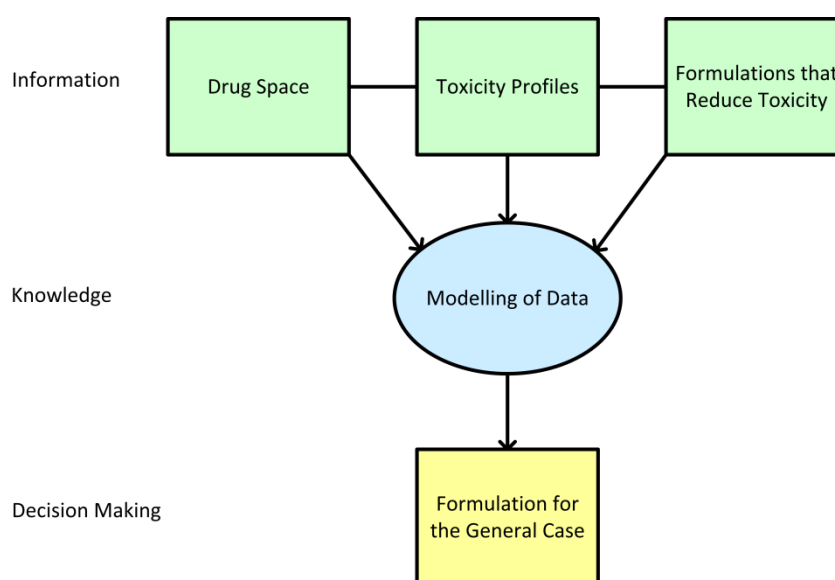 Information
Drug Space
Toxicity Profiles
Formulations that
Reduce Toxicity
Knowledge
Modelling of Data
Decision Making
Formulation for
the General Case